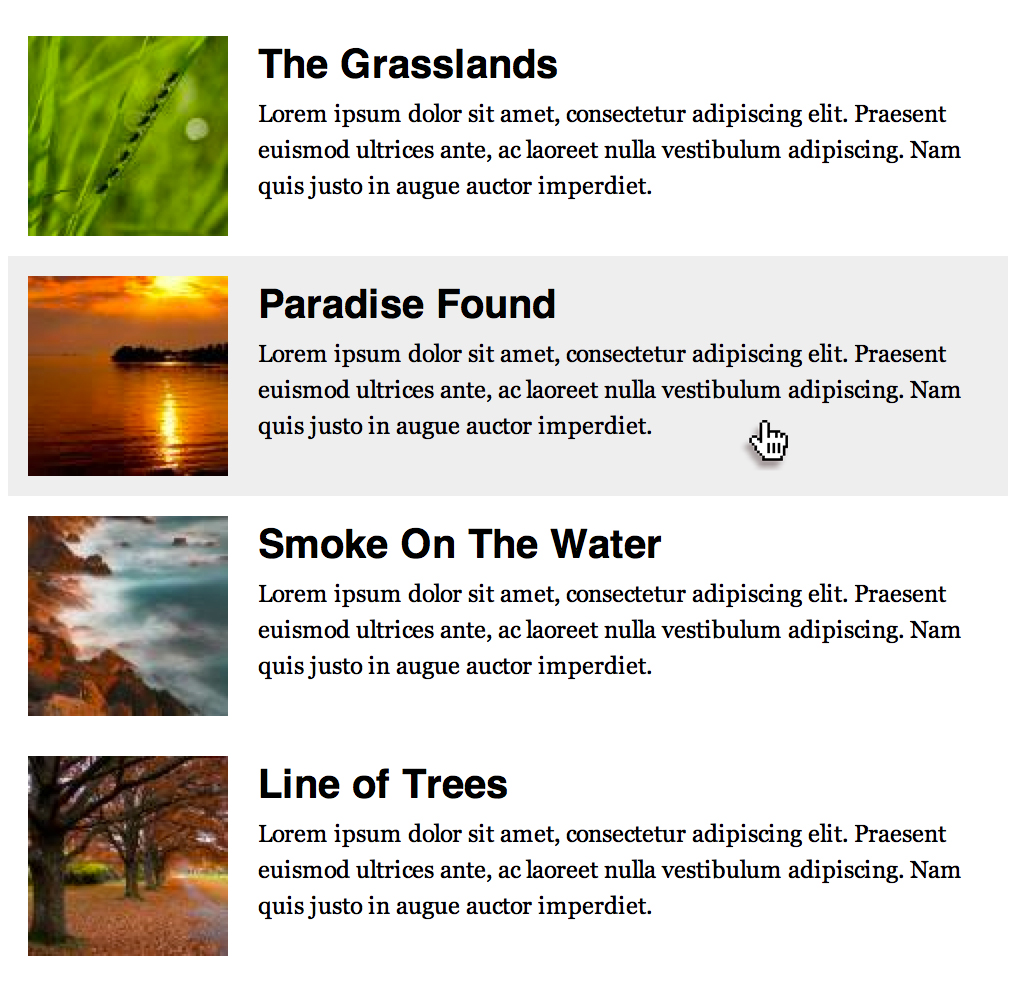 The Grasslands
Lorem ipsum dolor sit amet, consectetur adipiscing elit. Praesent
euismod ultrices ante, ac laoreet nulla vestibulum adipiscing. Nam
quis justo in augue auctor imperdiet.
Paradise Found
Lorem ipsum dolor sit amet, consectetur adipiscing elit. Praesent
euismod ultrices ante, ac laoreet nulla vestibulum adipiscing. Nam
quis justo in augue auctor imperdiet.
Smoke On The Water
Lorem ipsum dolor sit amet, consectetur adipiscing elit. Praesent
euismod ultrices ante, ac laoreet nulla vestibulum adipiscing. Nam
quis justo in augue auctor imperdiet.
Line of Trees
Lorem ipsum dolor sit amet, consectetur adipiscing elit. Praesent
euismod ultrices ante, ac laoreet nulla vestibulum adipiscing. Nam
quis justo in augue auctor imperdiet.